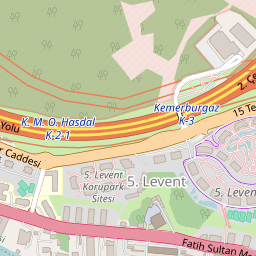 2. Çe
K. M. O. Hasdal
K-2-1
Kemerburgaz
K-3
15 Te
Yolu
r Caddesi
5. Levent
Korupark
Sitesi
5. Levent
5. Levent
Fatih Sultan M